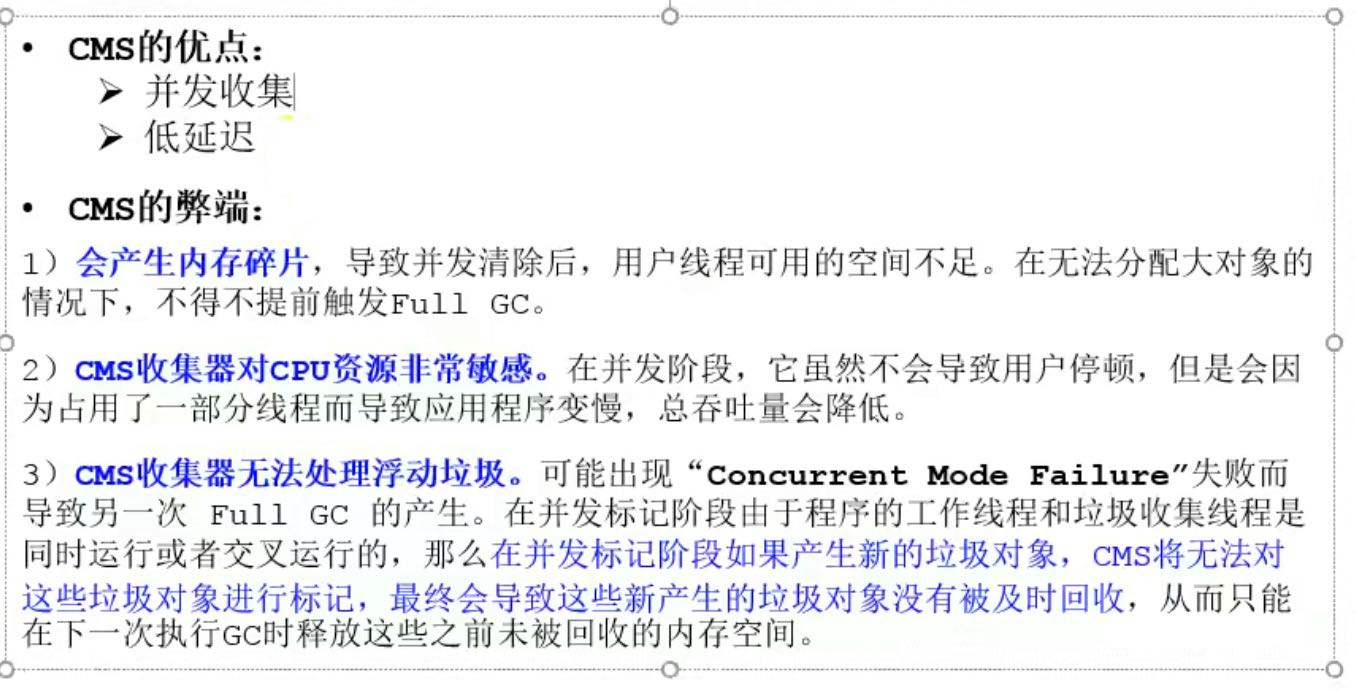 • CMS的优点：
➢ 并发收集
➢ 低延迟
• CMS的弊端：
1）会产生内存碎片，导致并发清除后，用户线程可用的空间不足。在无法分配大对象的
情况下，不得不提前触发Full GC。
2）CMS收集器对CPU资源非常敏感。在并发阶段，它虽然不会导致用户停顿，但是会因
为占用了一部分线程而导致应用程序变慢，总吞吐量会降低。
3）CMS收集器无法处理浮动垃圾。可能出现“Concurrent Mode Failure”失败而
导致另一次 Full GC 的产生。在并发标记阶段由于程序的工作线程和垃圾收集线程是
同时运行或者交叉运行的，那么在并发标记阶段如果产生新的垃圾对象，CMS将无法对
这些垃圾对象进行标记，最终会导致这些新产生的垃圾对象没有被及时回收，从而只能
在下一次执行GC时释放这些之前未被回收的内存空间。